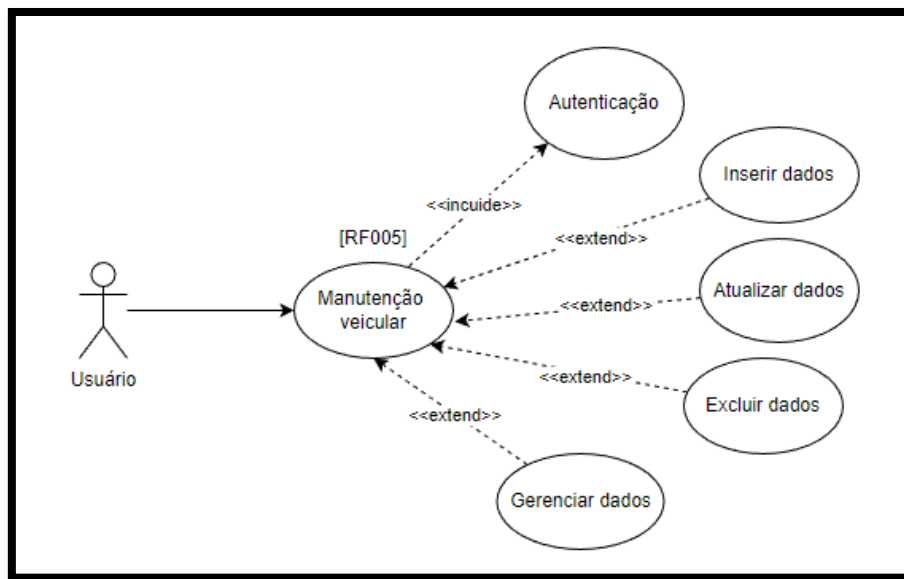 Autenticação
Inserir dados
<<incuide>>
[RF005]
<<extend>>
Manutenção
veicular
Atualizar dados
<<extend>>
Usuário
<<extend>>
Excluir dados
<<extend>>
Gerenciar dados